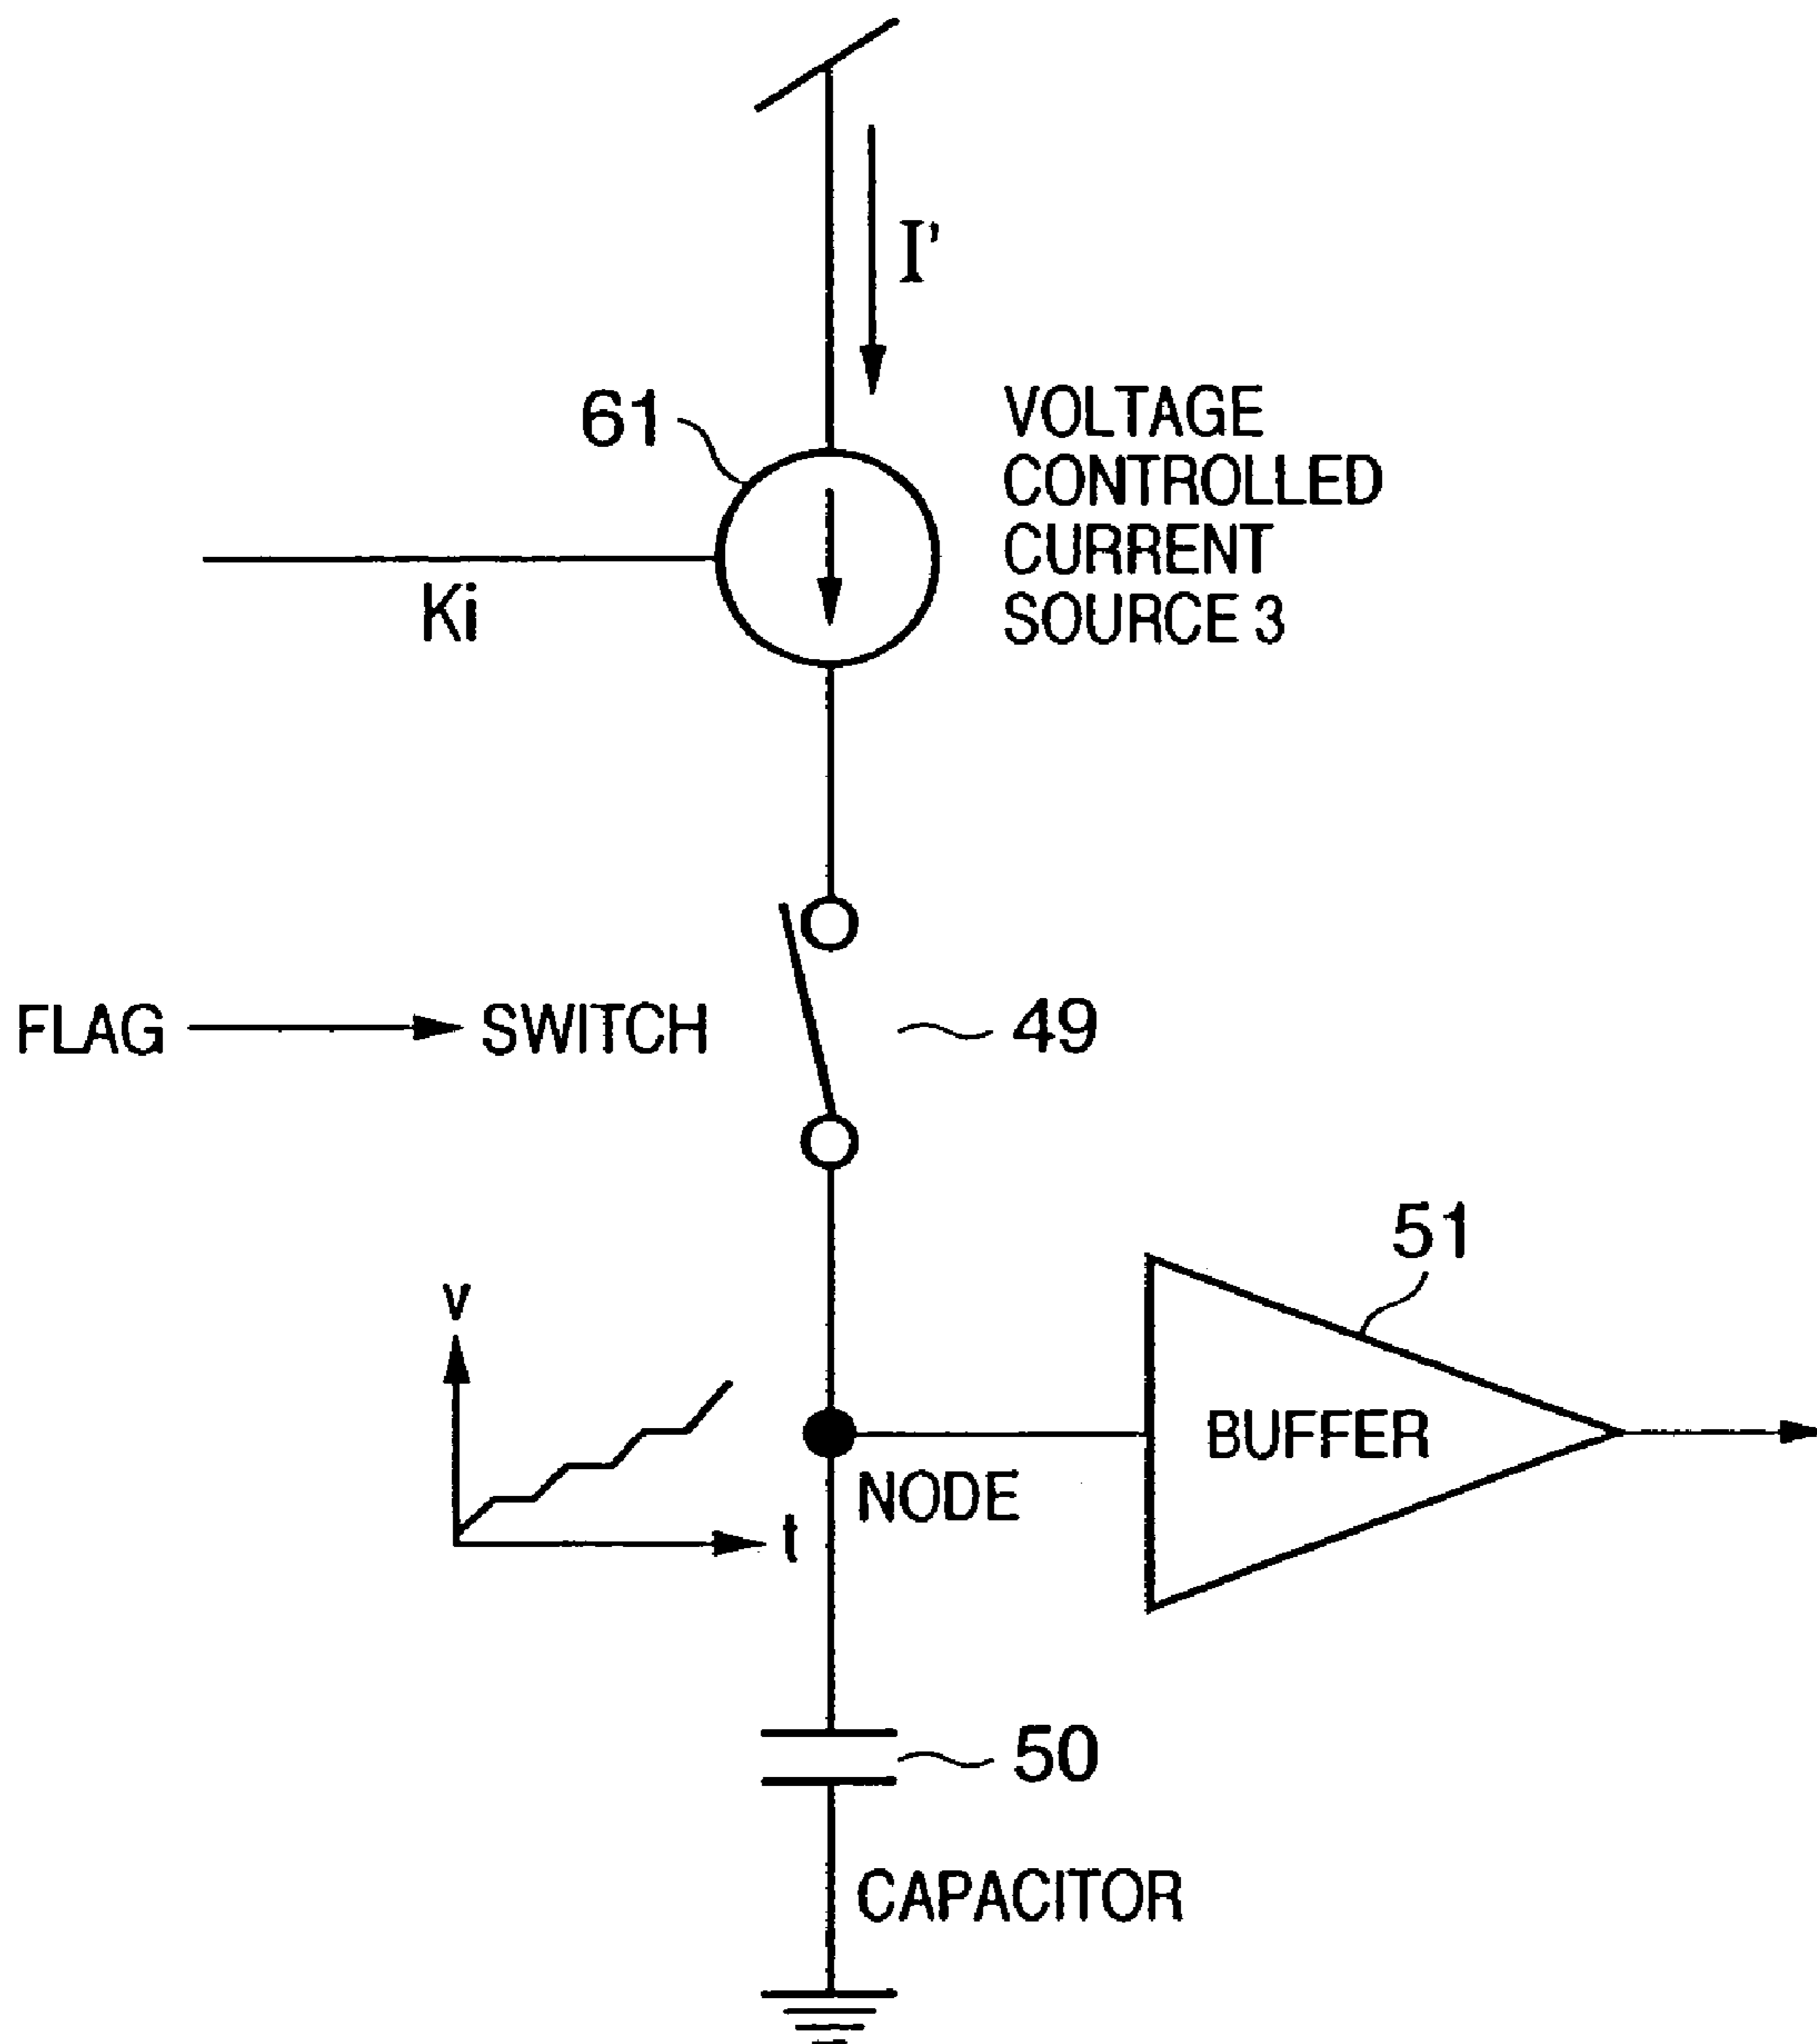 I'
61
VOLTAGE
CONTROLLED
CURRENT
SOURCE 3
Ki
FLAG
SWITCH
49
51
v
BUFFER
NODE
t
50
CAPACITOR